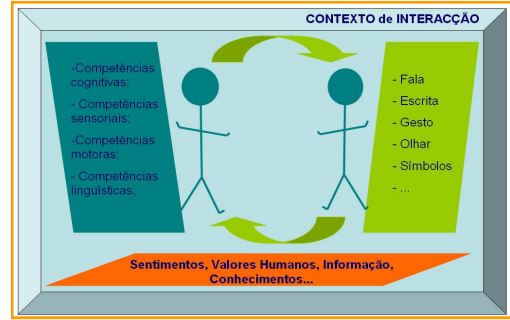 CONTEXTO de INTERACÇÃO
-Competências
cognitivas;
- Competências
sensoriais;
-Competências
motoras;
- Competências
linguísticas;
- Fala
- Escrita
- Gesto
- Olhar
- Símbolos
- ...
Sentimentos, Valores Humanos, Informação,
Conhecimentos...